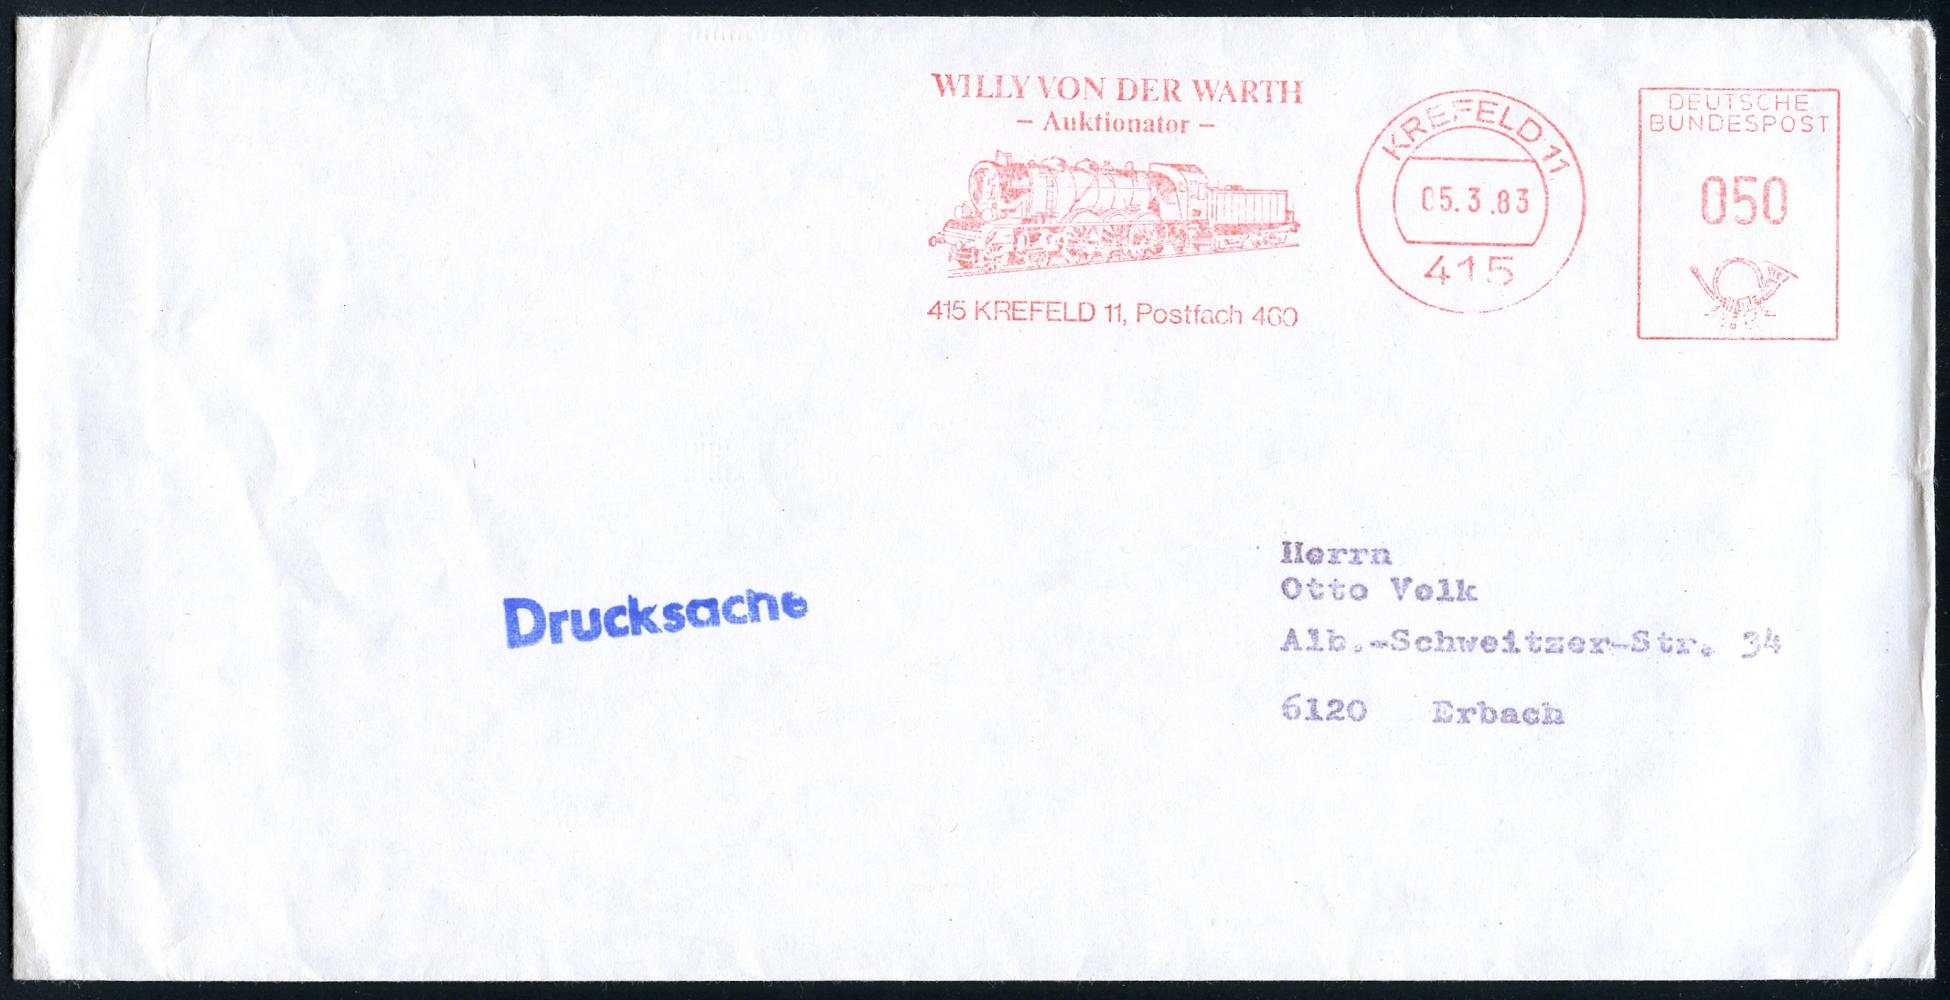 WILLY VON DER WARTH
– Auktionator –
415 KREFELD 11, Postfach 460
KREFELD 11
05.3.83
415
DEUTSCHE
BUNDESPOST
050
Drucksache
Herrn
Otto Volk
Alb.-Schweitzer-Str. 34
6120 Erbach